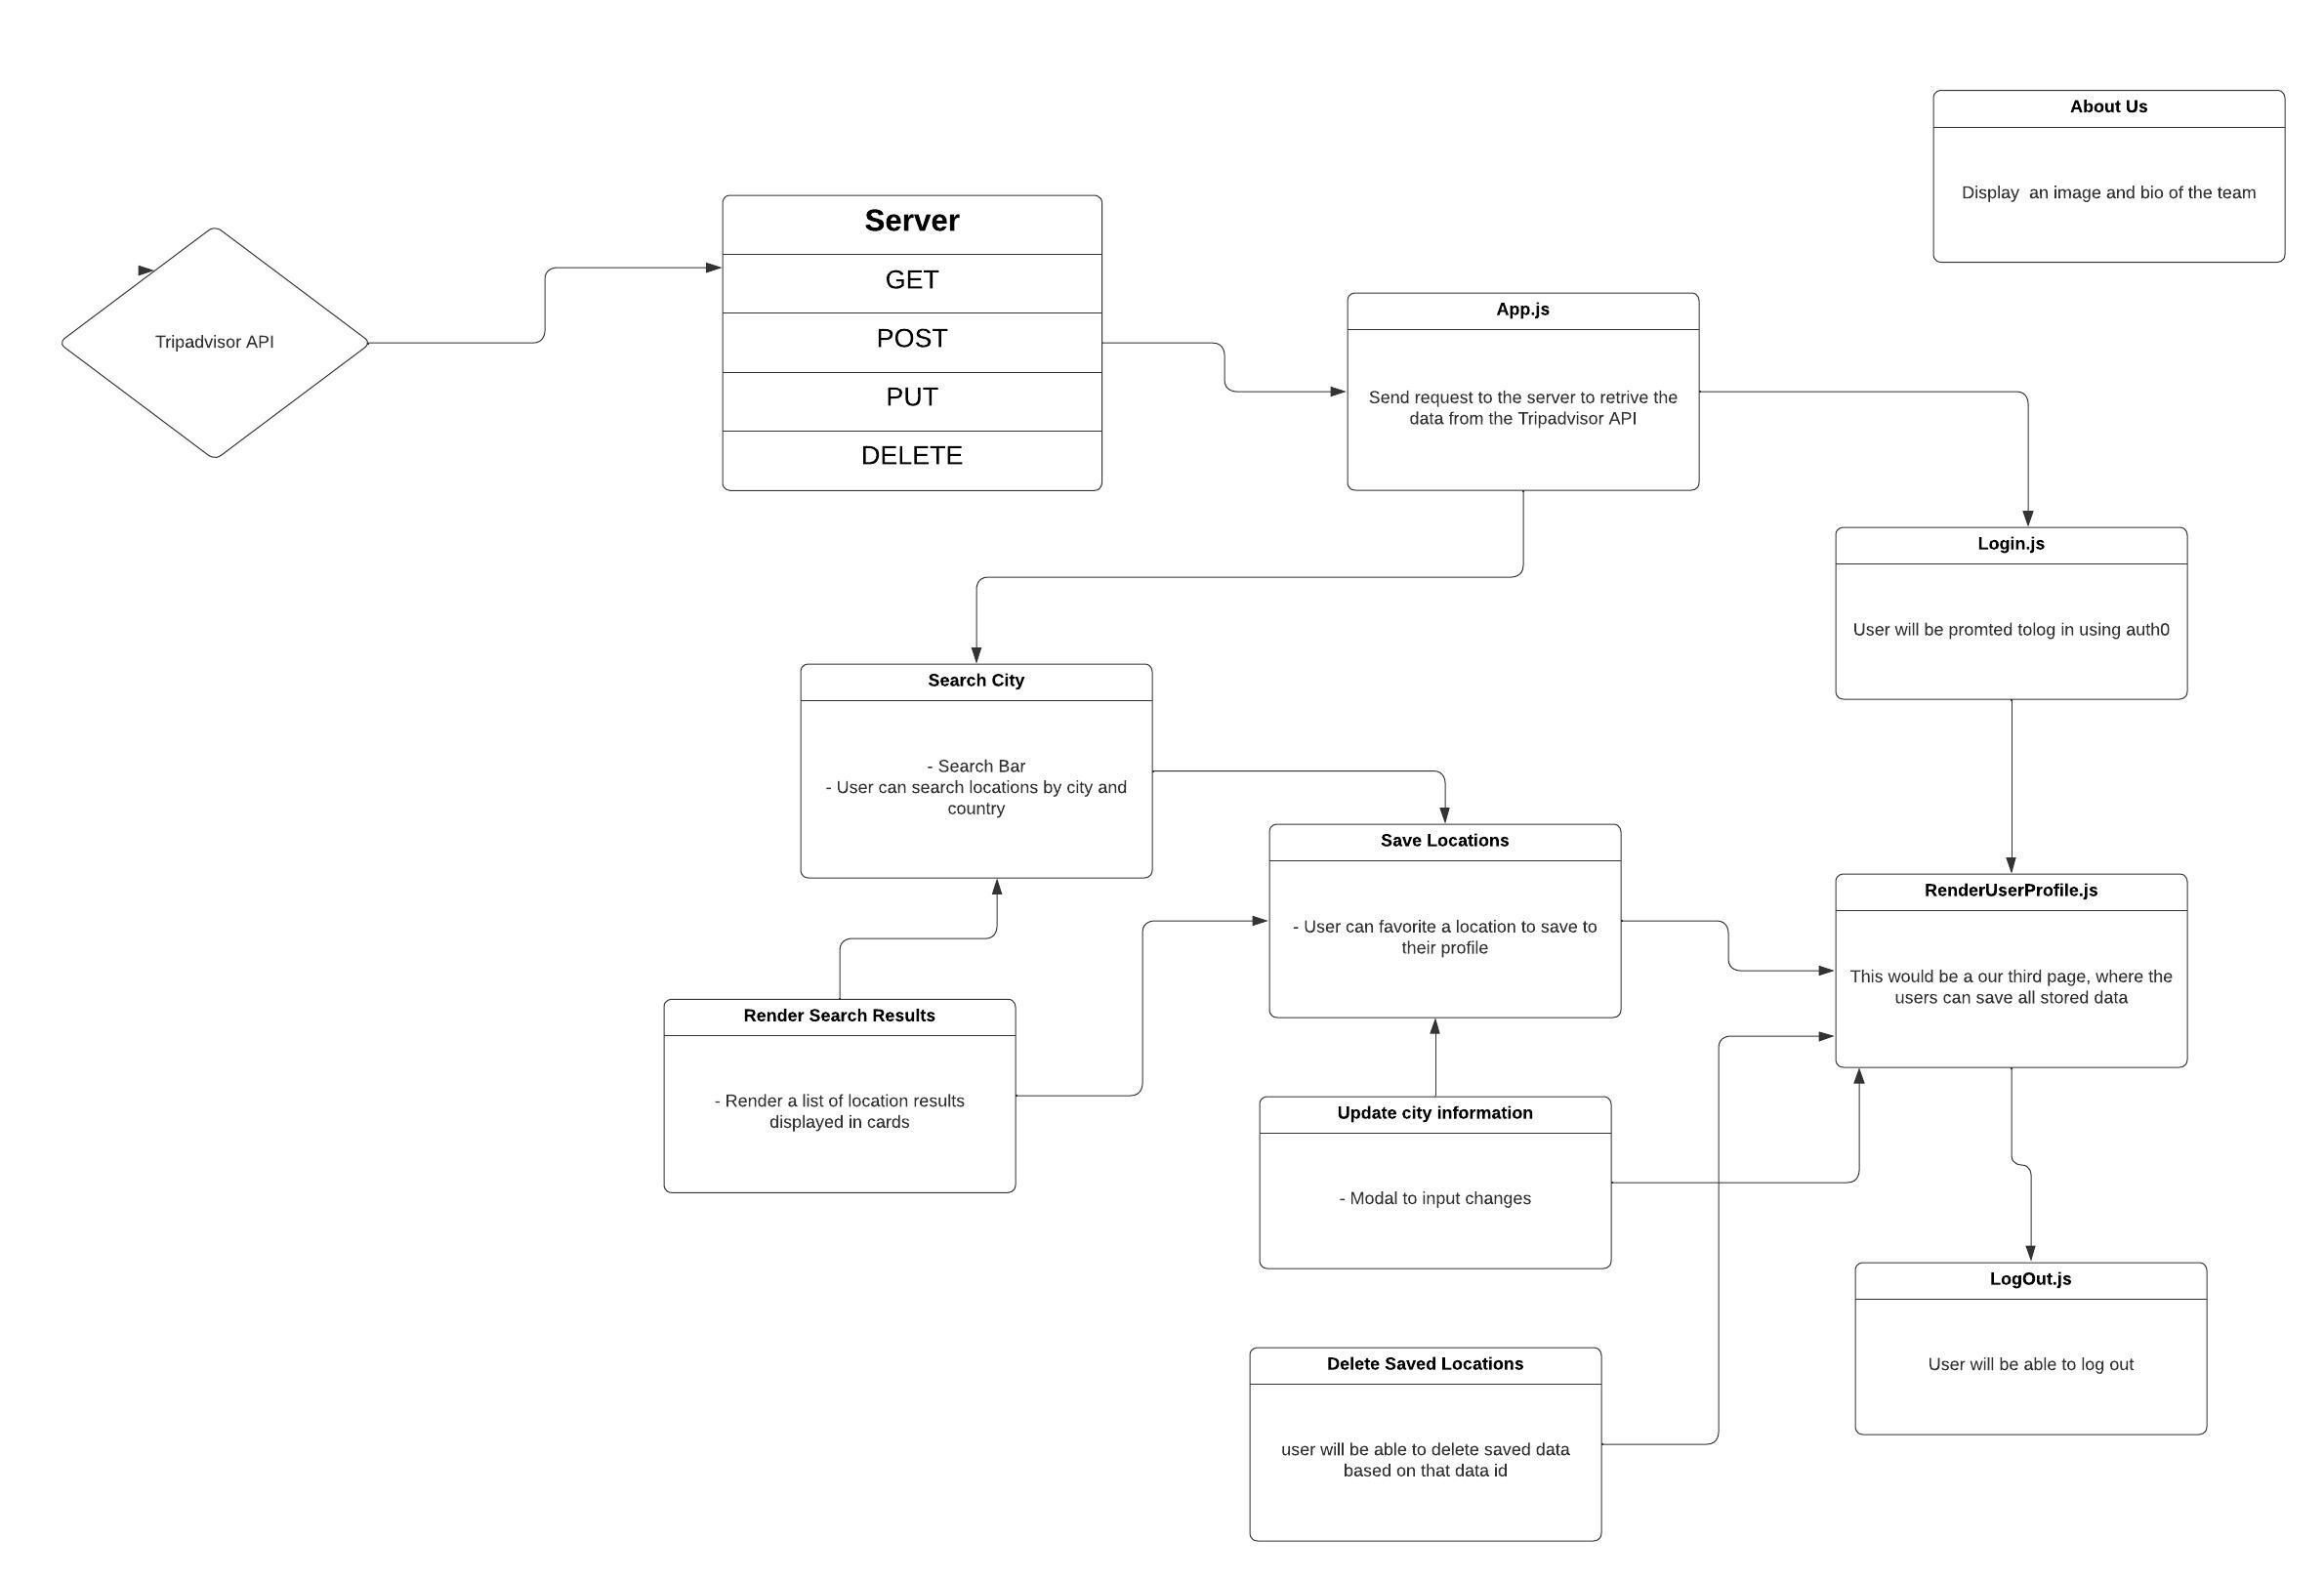 About Us
Display  an image and bio of the team
Server
GET
POST
PUT
DELETE
Tripadvisor API
App.js
Send request to the server to retrive the
data from the Tripadvisor API
Login.js
User will be promted tolog in using auth0
Search City
- Search Bar
- User can search locations by city and
country
Save Locations
- User can favorite a location to save to
their profile
RenderUserProfile.js
This would be a our third page, where the
users can save all stored data
Render Search Results
- Render a list of location results
displayed in cards
Update city information
- Modal to input changes
LogOut.js
User will be able to log out
Delete Saved Locations
user will be able to delete saved data
based on that data id